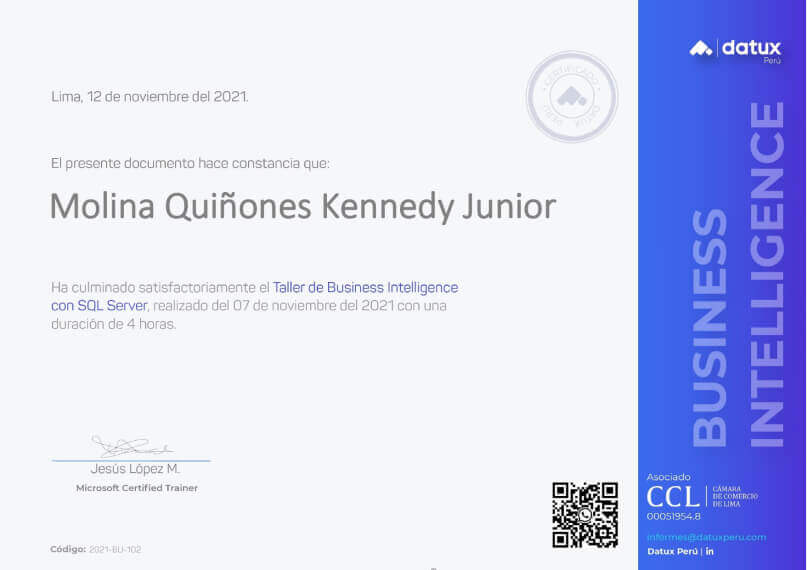 datux
Perú
CERTIFICADO
DATUX PERÚ
Lima, 12 de noviembre del 2021.
El presente documento hace constancia que:
Molina Quiñones Kennedy Junior
Ha culminado satisfactoriamente el Taller de Business Intelligence
con SQL Server, realizado del 07 de noviembre del 2021 con una
duración de 4 horas.
BUSINESS
INTELLIGENCE
Jesús López M.
Microsoft Certified Trainer
Código: 2021-BU-102
Asociado
CCL | CÁMARA
DE COMERCIO
DE LIMA
00051954.8
informes@datuxperu.com
Datux Perú | in